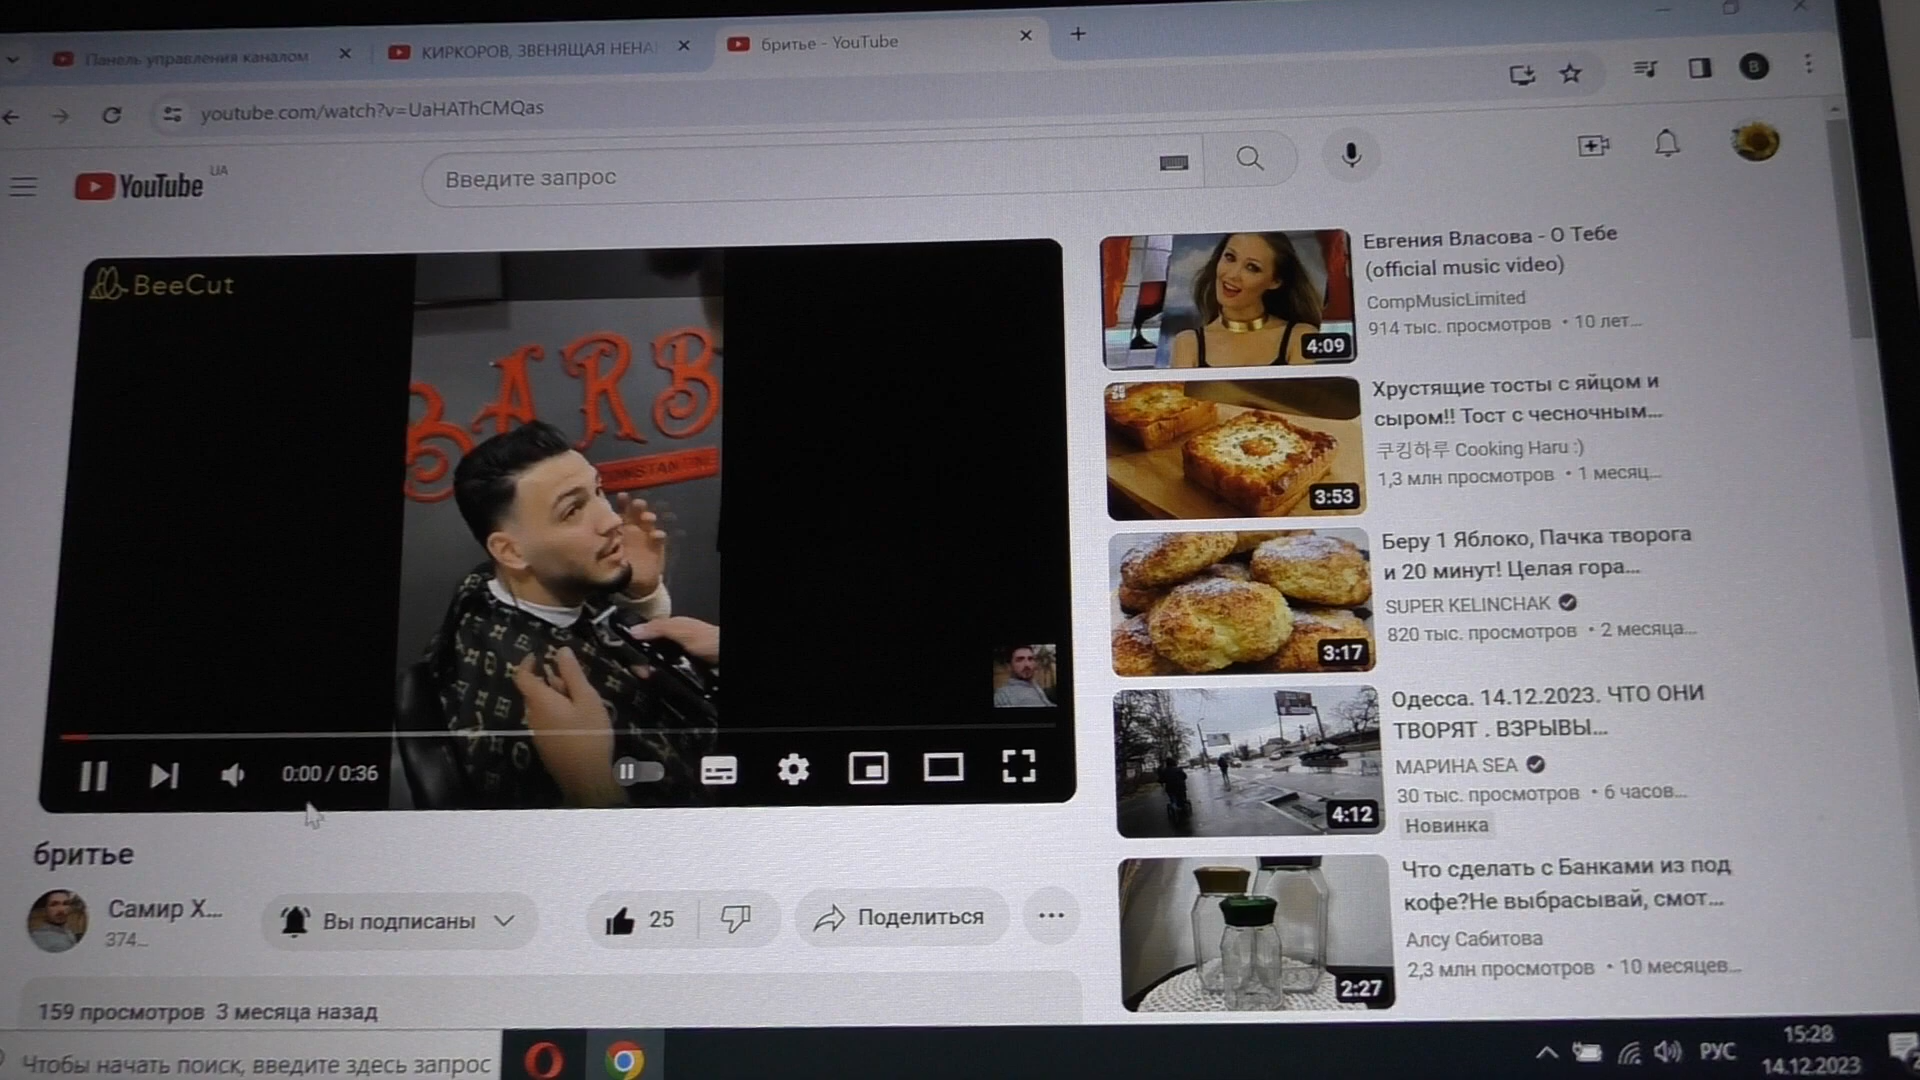 Панель управления каналом
КИРКОРОВ, ЗВЕНЯЩАЯ НЕНА
бритье - YouTube
youtube.com/watch?v=UaHAThCMQas
B
YouTube UA
Введите запрос
BeeCut
BARB
CONSTANTINE
0:00 / 0:36
бритье
Самир Х...
374...
Вы подписаны
25
Поделиться
159 просмотров 3 месяца назад
Евгения Власова - О Тебе
(official music video)
CompMusicLimited
914 тыс. просмотров • 10 лет...
4:09
Хрустящие тосты с яйцом и
сыром!! Тост с чесночным...
쿠킹하루 Cooking Haru :)
1,3 млн просмотров • 1 месяц...
3:53
Беру 1 Яблоко, Пачка творога
и 20 минут! Целая гора...
SUPER KELINCHAK
820 тыс. просмотров • 2 месяца...
3:17
Одесса. 14.12.2023. ЧТО ОНИ
ТВОРЯТ . ВЗРЫВЫ...
МАРИНА SEA
30 тыс. просмотров • 6 часов...
Новинка
4:12
Что сделать с Банками из под
кофе?Не выбрасывай, смот...
Алсу Сабитова
2,3 млн просмотров • 10 месяцев...
2:27
Чтобы начать поиск, введите здесь запрос
РУС
15:28
14.12.2023